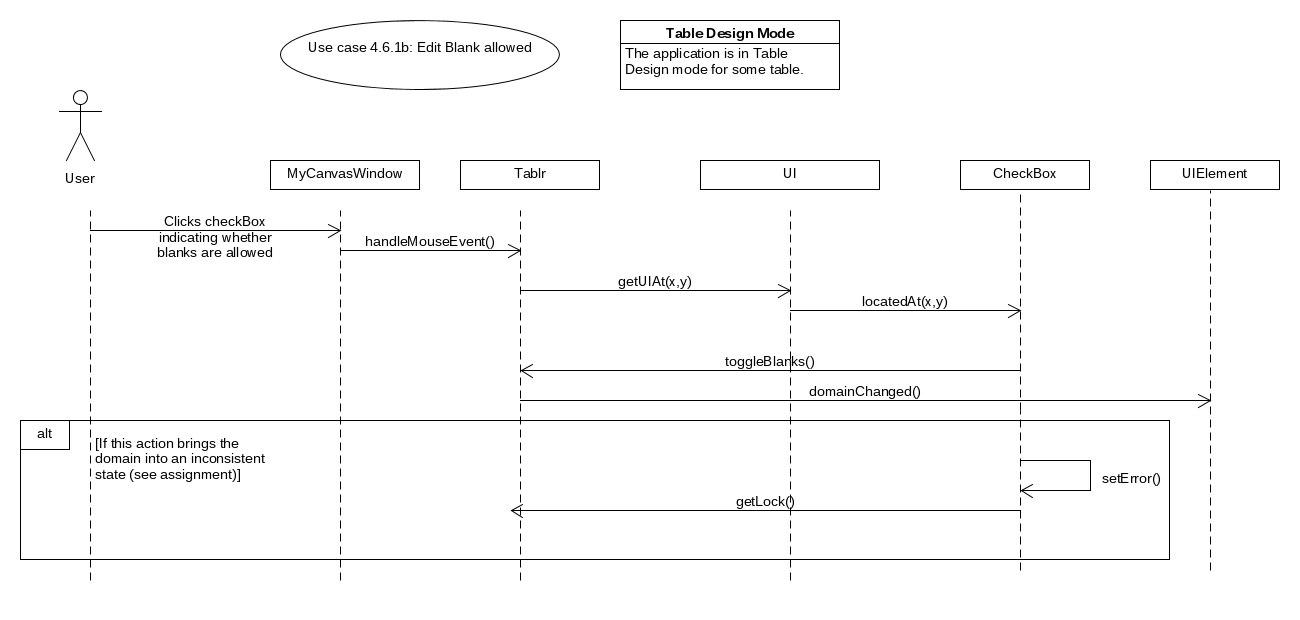 Use case 4.6.1b: Edit Blank allowed
Table Design Mode
The application is in Table
Design mode for some table.
User
MyCanvasWindow
Tablr
UI
CheckBox
UIElement
Clicks checkBox
indicating whether
blanks are allowed
handleMouseEvent()
getUIAt(x,y)
locatedAt(x,y)
toggleBlanks()
domainChanged()
alt
[If this action brings the
domain into an inconsistent
state (see assignment)]
setError()
getLock()